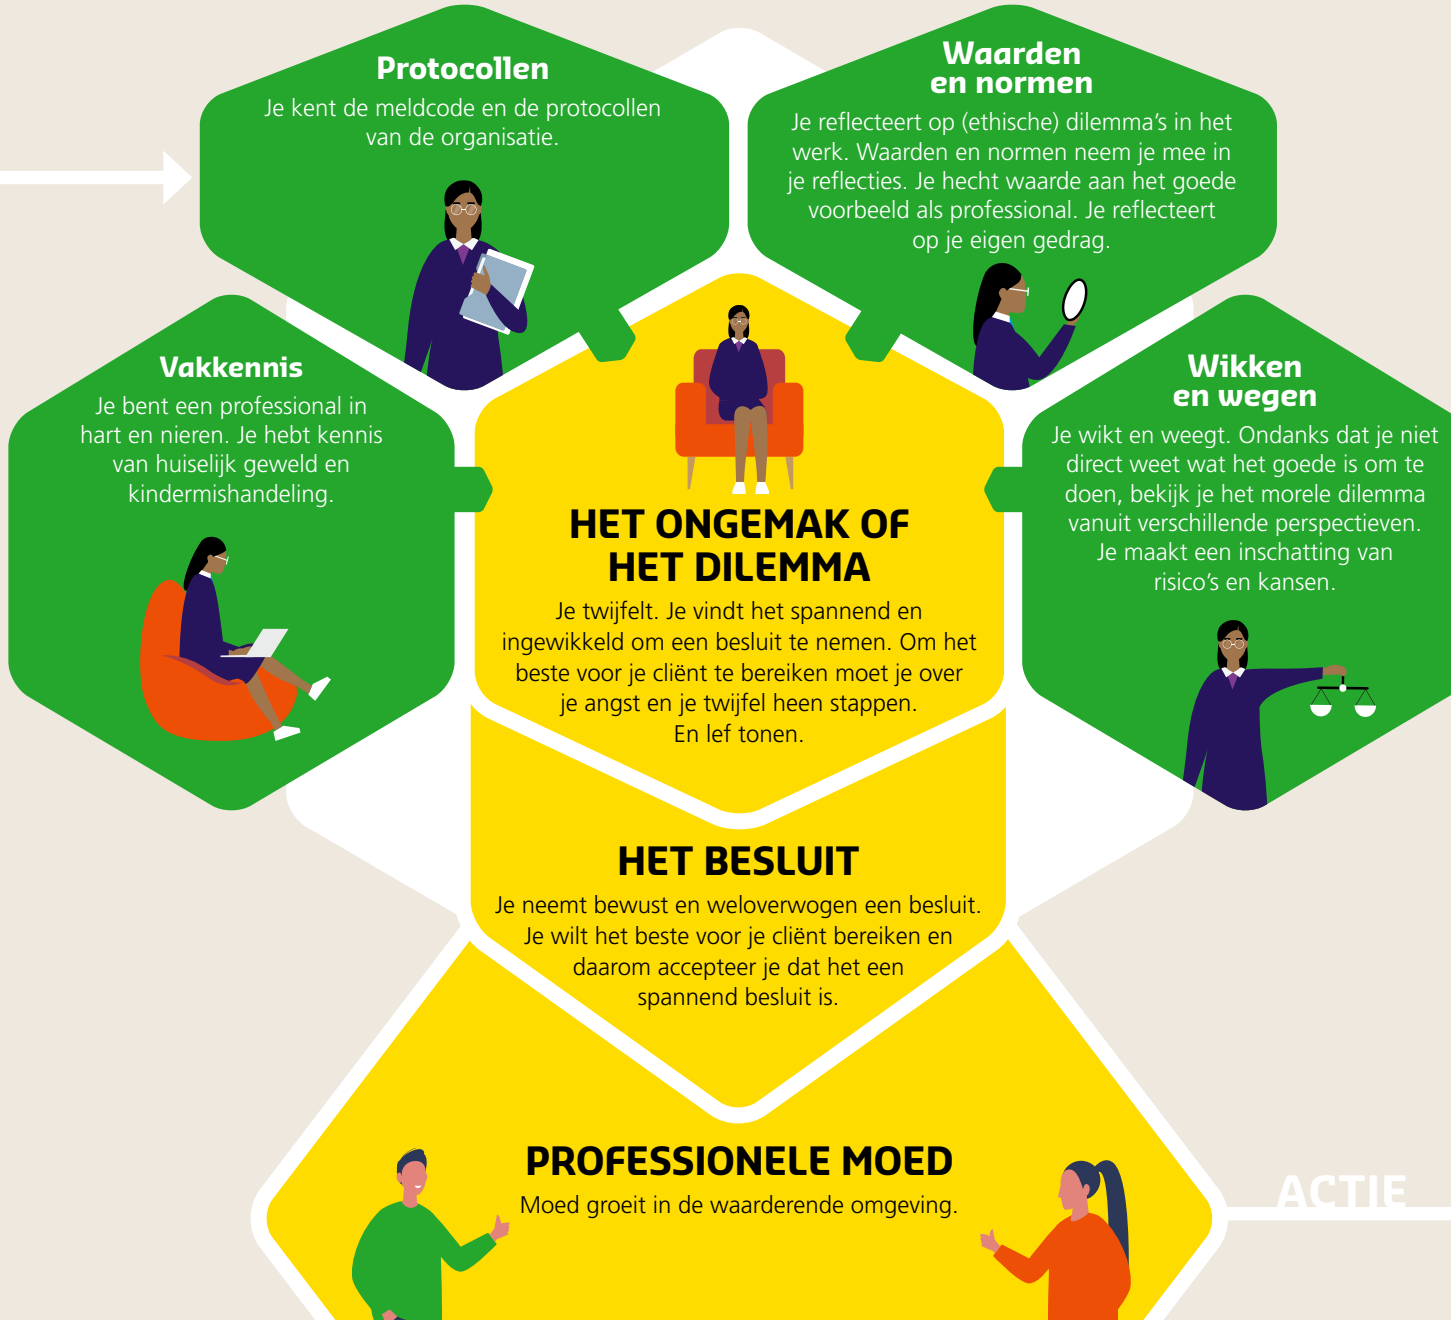 Protocollen
Je kent de meldcode en de protocollen
van de organisatie.
Waarden
en normen
Je reflecteert op (ethische) dilemma's in het
werk. Waarden en normen neem je mee in
je reflecties. Je hecht waarde aan het goede
voorbeeld als professional. Je reflecteert
op je eigen gedrag.
Vakkennis
Je bent een professional in
hart en nieren. Je hebt kennis
van huiselijk geweld en
kindermishandeling.
Wikken
en wegen
Je wikt en weegt. Ondanks dat je niet
direct weet wat het goede is om te
doen, bekijk je het morele dilemma
vanuit verschillende perspectieven.
Je maakt een inschatting van
risico's en kansen.
HET ONGEMAK OF
HET DILEMMA
Je twijfelt. Je vindt het spannend en
ingewikkeld om een besluit te nemen. Om het
beste voor je cliënt te bereiken moet je over
je angst en je twijfel heen stappen.
En lef tonen.
HET BESLUIT
Je neemt bewust en weloverwogen een besluit.
Je wilt het beste voor je cliënt bereiken en
daarom accepteer je dat het een
spannend besluit is.
PROFESSIONELE MOED
Moed groeit in de waarderende omgeving.
ACTIE